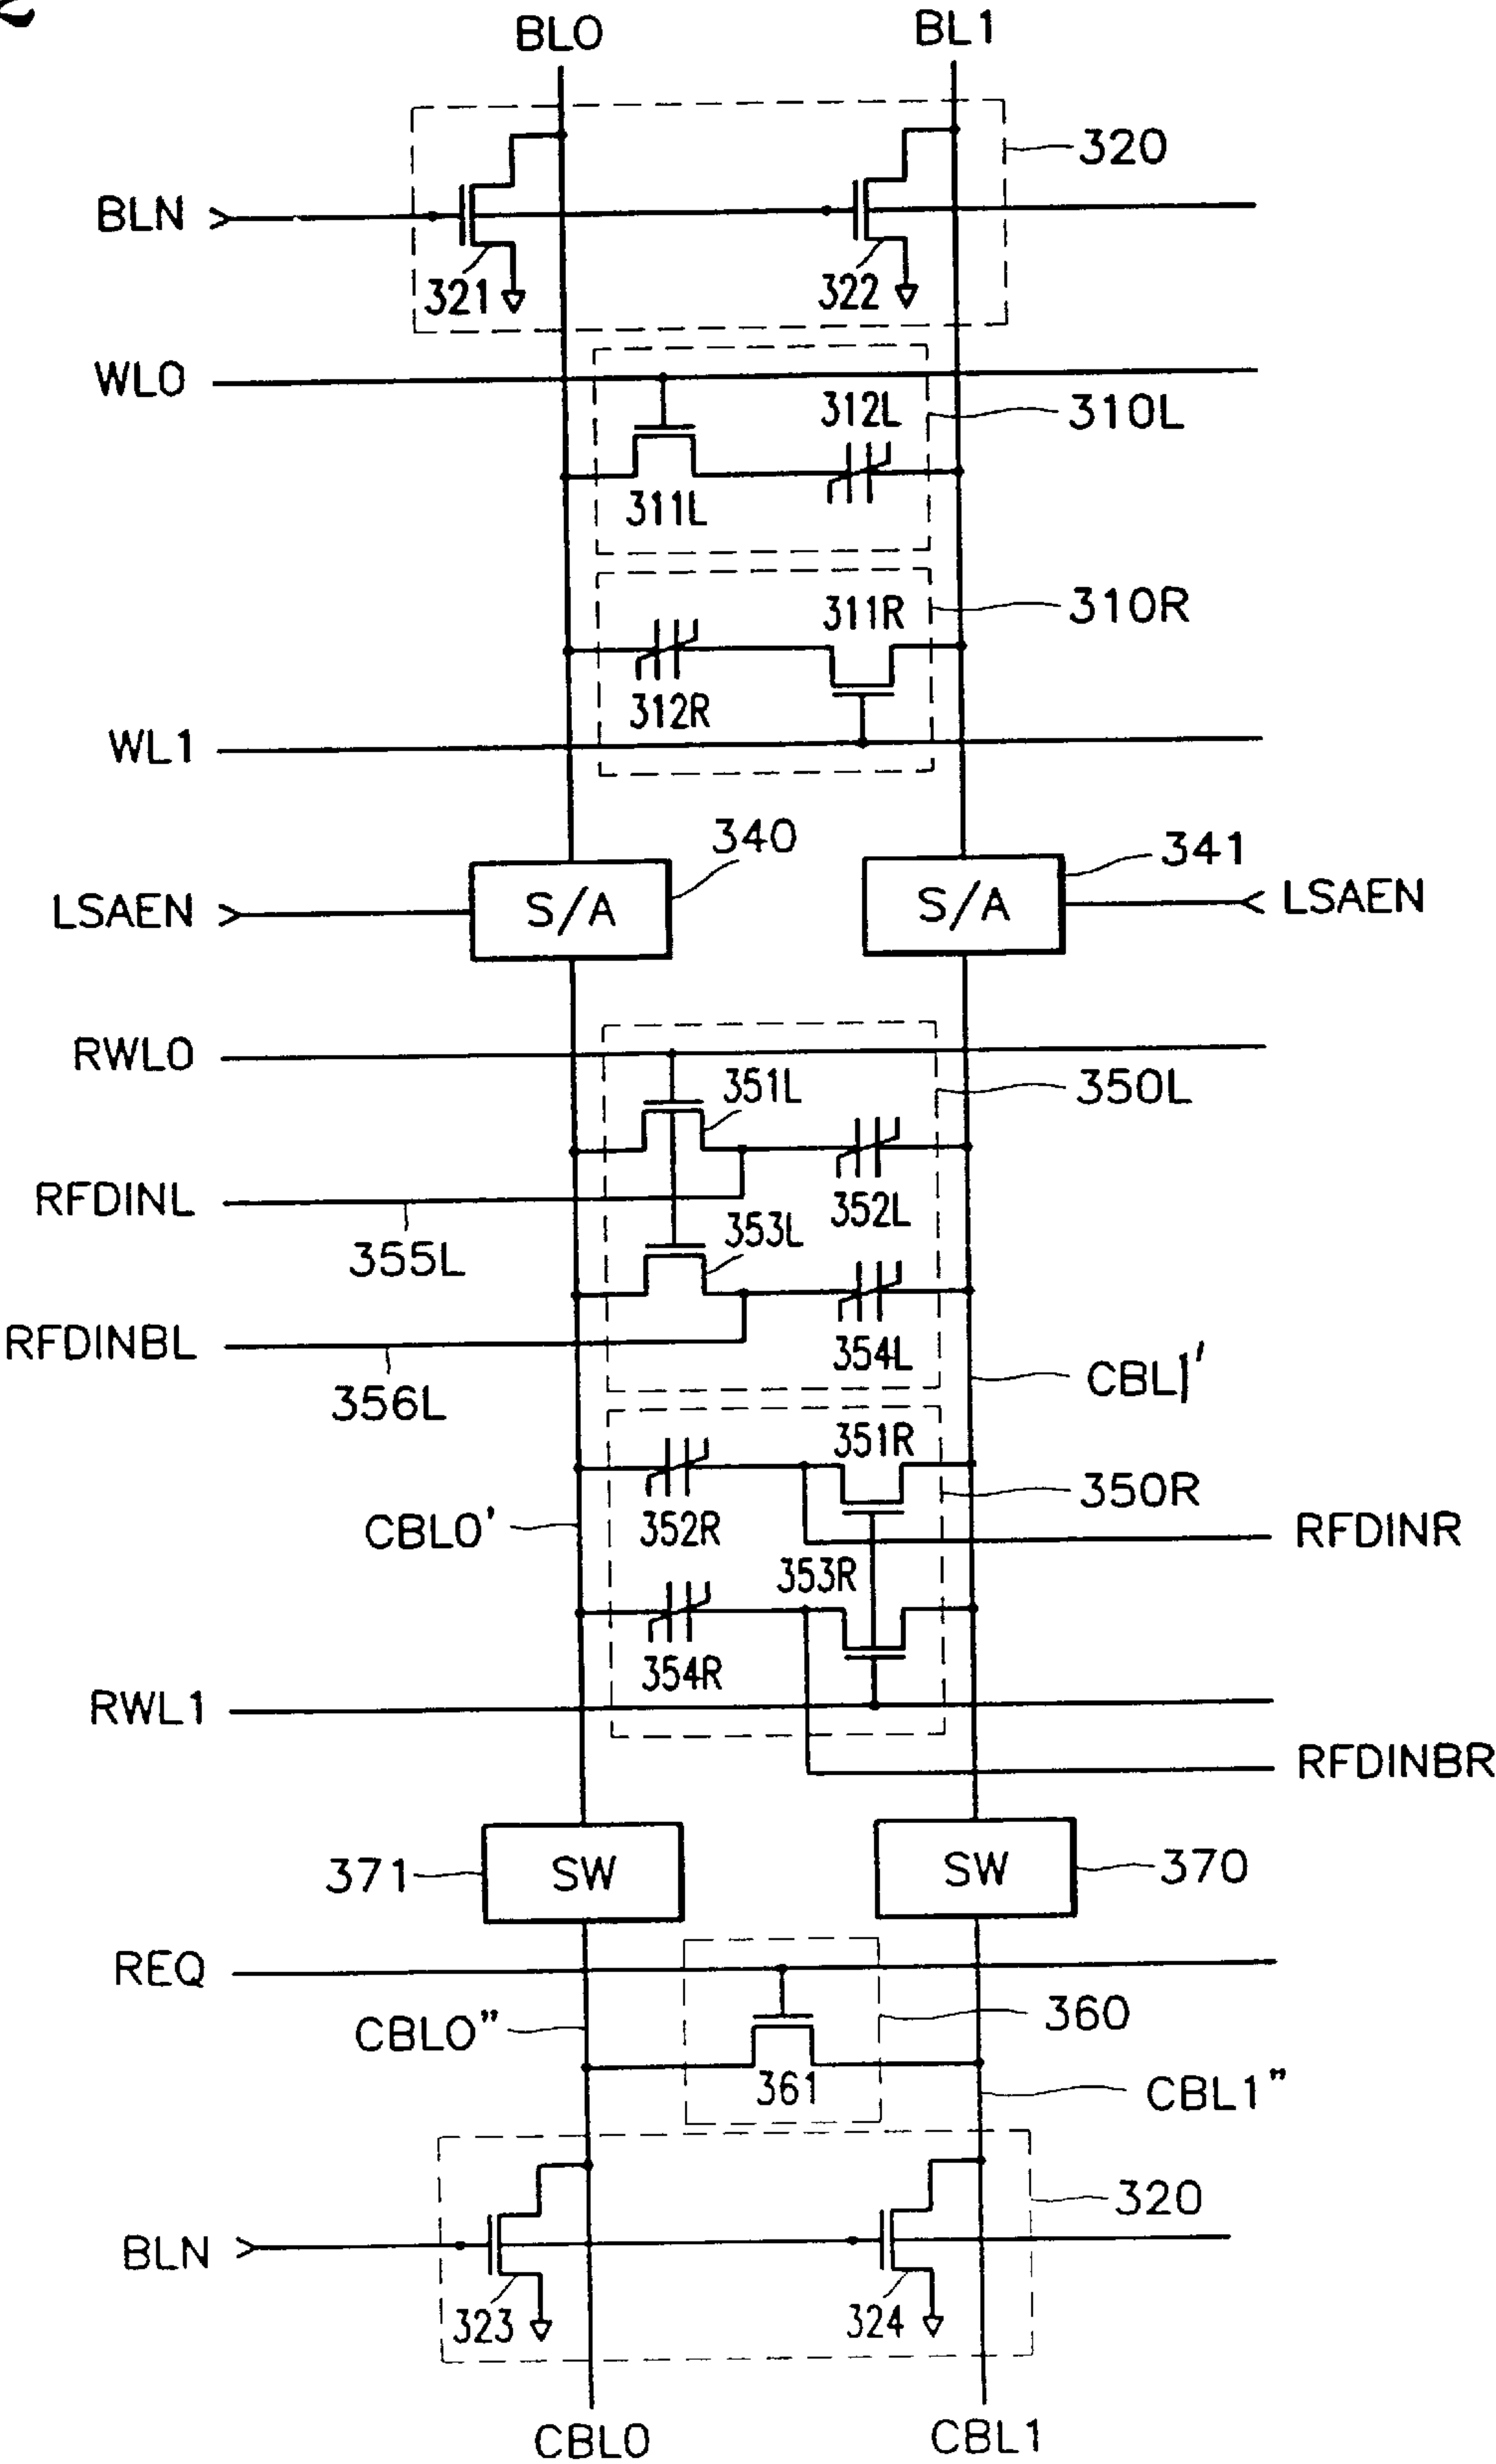 BL0 BL1
320
BLN
321 322
WL0
312L 310L
311L
311R 310R
312R
WL1
340 341
LSAEN S/A S/A LSAEN
RWL0
351L 350L
RFDINL
352L
355L 353L
RFDINBL
354L
356L CBL1'
351R
350R
CBL0' 352R RFDINR
353R
354R
RWL1
RFDINBR
371 SW SW 370
REQ
CBL0" 360
361 CBL1"
320
BLN
323 324
CBL0 CBL1